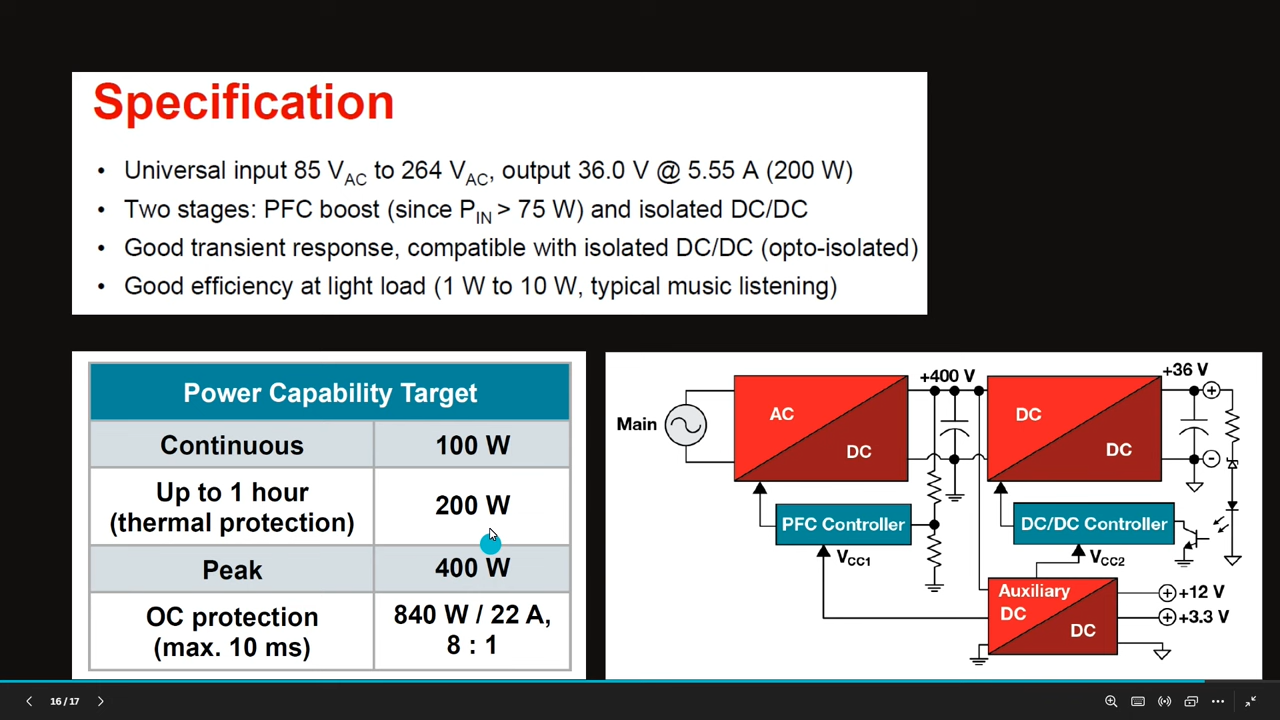 Specification
• Universal input 85 VAC to 264 VAC, output 36.0 V @ 5.55 A (200 W)
• Two stages: PFC boost (since PIN > 75 W) and isolated DC/DC
• Good transient response, compatible with isolated DC/DC (opto-isolated)
• Good efficiency at light load (1 W to 10 W, typical music listening)
Power Capability Target
Continuous 100 W
Up to 1 hour
(thermal protection)
200 W
Peak 400 W
OC protection
(max. 10 ms)
840 W / 22 A,
8 : 1
Main
AC
DC
+400 V
DC
DC
+36 V
+
-
PFC Controller
DC/DC Controller
VCC1
VCC2
Auxiliary
DC
DC
+ +12 V
+ +3.3 V
16 / 17